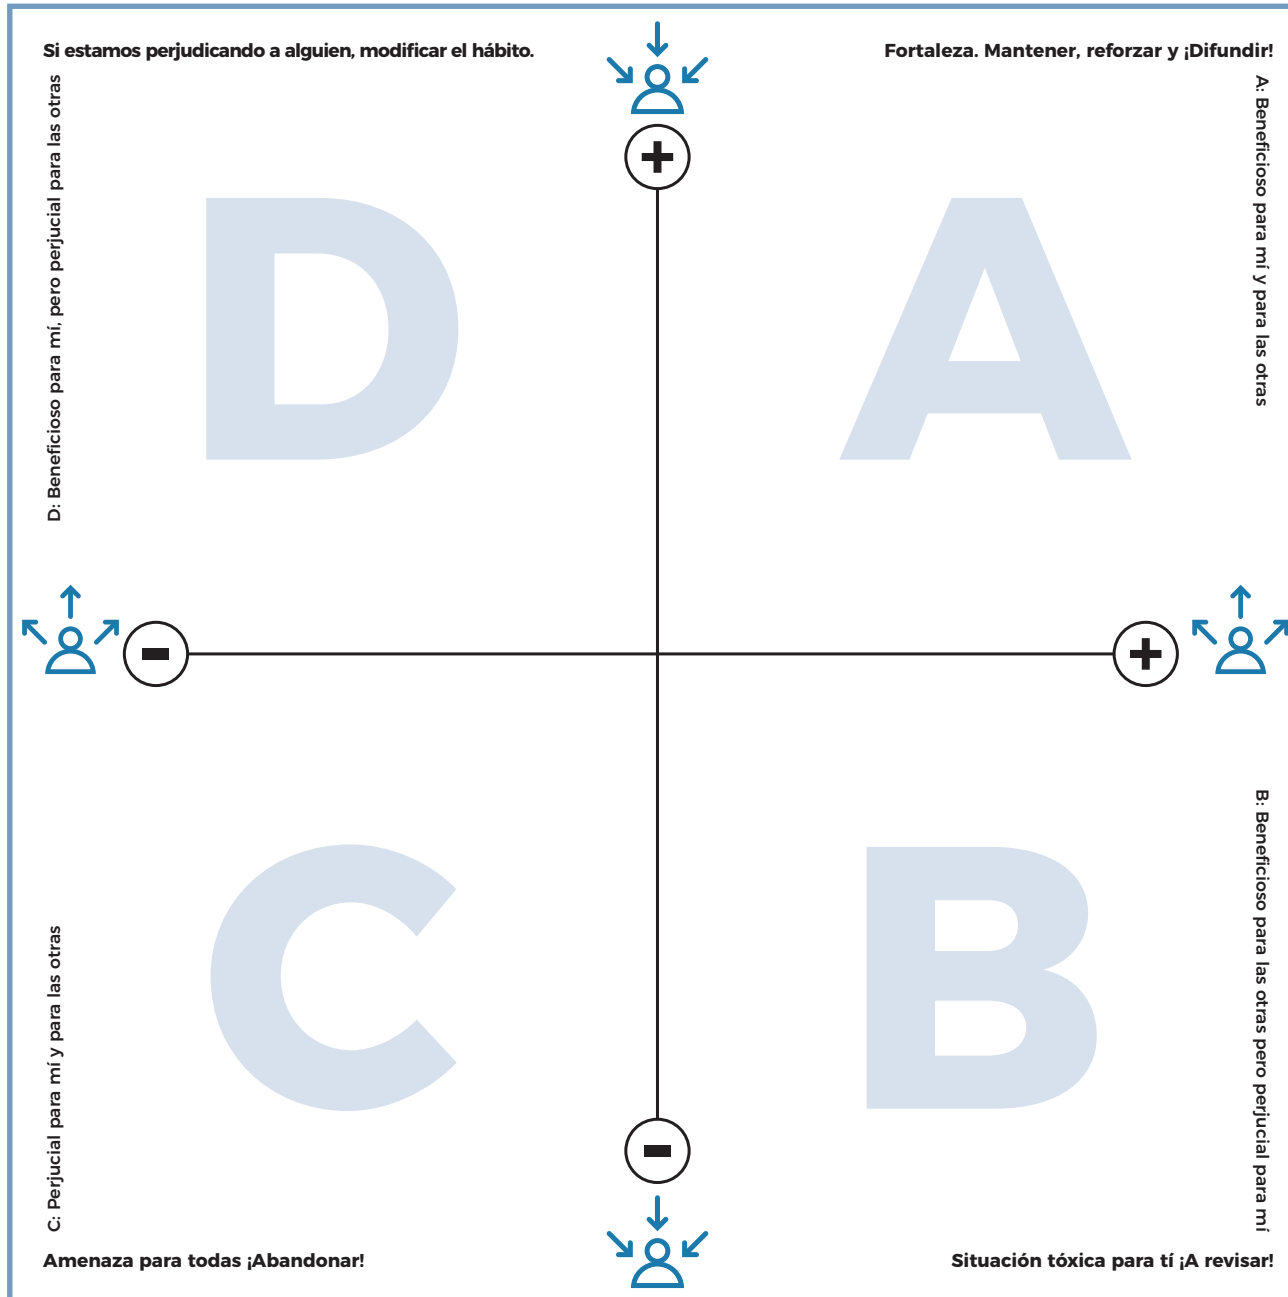 Si estamos perjudicando a alguien, modificar el hábito.
Fortaleza. Mantener, reforzar y ¡Difundir!
D: Beneficioso para mí, pero perjucial para las otras
A: Beneficioso para mí y para las otras
D
A
C
B
C: Perjucial para mí y para las otras
B: Beneficioso para las otras pero perjucial para mí
Amenaza para todas ¡Abandonar!
Situación tóxica para tí ¡A revisar!